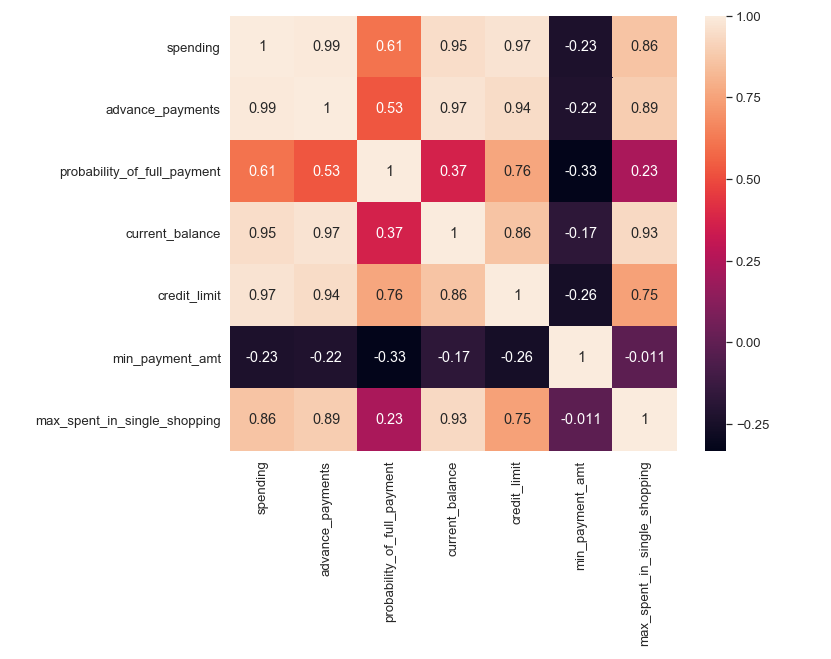 1.00
spending 1 0.99 0.61 0.95 0.97 -0.23 0.86
advance_payments 0.99 1 0.53 0.97 0.94 -0.22 0.89
0.75
probability_of_full_payment 0.61 0.53 1 0.37 0.76 -0.33 0.23
0.50
current_balance 0.95 0.97 0.37 1 0.86 -0.17 0.93
0.25
credit_limit 0.97 0.94 0.76 0.86 1 -0.26 0.75
0.00
min_payment_amt -0.23 -0.22 -0.33 -0.17 -0.26 1 -0.011
max_spent_in_single_shopping 0.86 0.89 0.23 0.93 0.75 -0.011 1
-0.25
spending
advance_payments
probability_of_full_payment
current_balance
credit_limit
min_payment_amt
max_spent_in_single_shopping